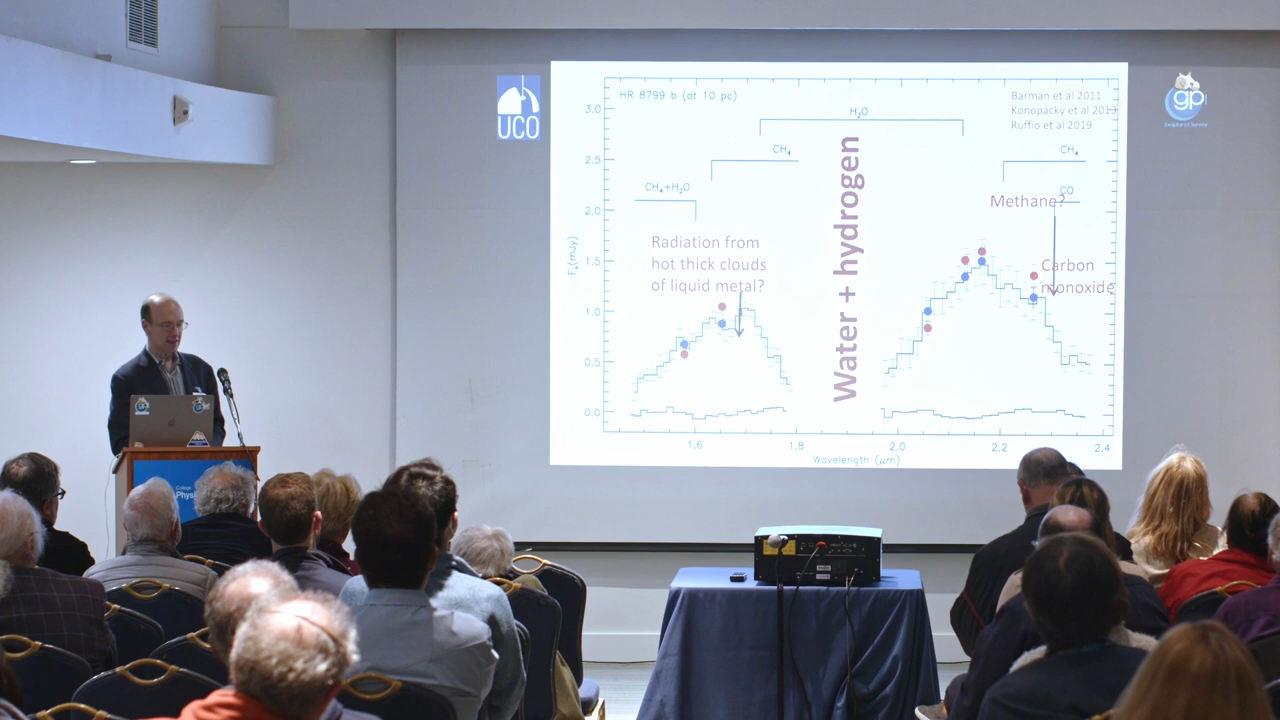 UCO
gpi
HR 8799 b (at 10 pc)
Barman et al 2011
Konopacky et al 2013
Ruffio et al 2019
H₂O
CH₄
CH₄
CH₄+H₂O
CO
Methane?
Radiation from
hot thick clouds
of liquid metal?
Water + hydrogen
Carbon
monoxide
3.0
2.5
2.0
1.5
1.0
0.5
0.0
1.6
1.8
2.0
2.2
2.4
Wavelength (μm)
College
Physi